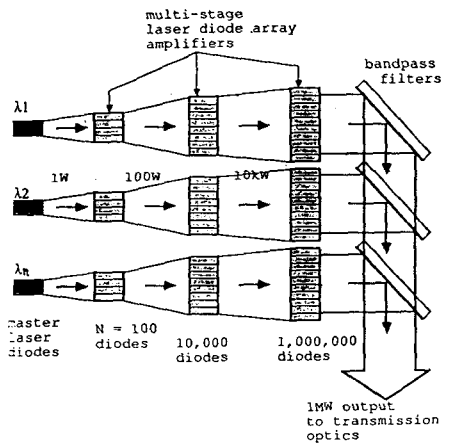 multi-stage
laser diode array
amplifiers
bandpass
filters
λ1
1W
100W
10kW
λ2
λn
master
laser
diodes
N = 100
diodes
10,000
diodes
1,000,000
diodes
1MW output
to transmission
optics